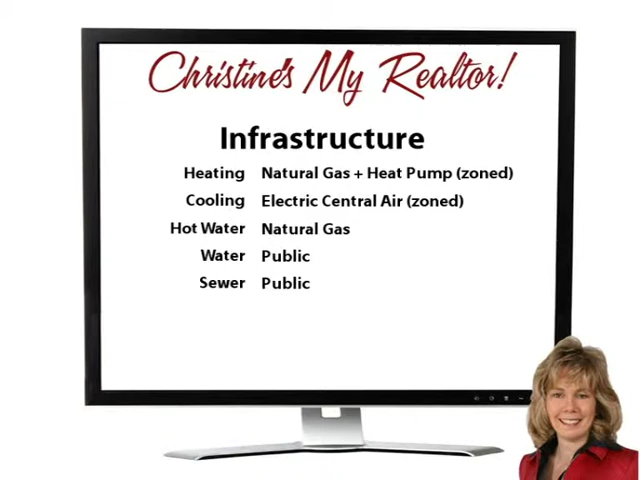 Christine's My Realtor!
Infrastructure
Heating Natural Gas + Heat Pump (zoned)
Cooling Electric Central Air (zoned)
Hot Water Natural Gas
Water Public
Sewer Public